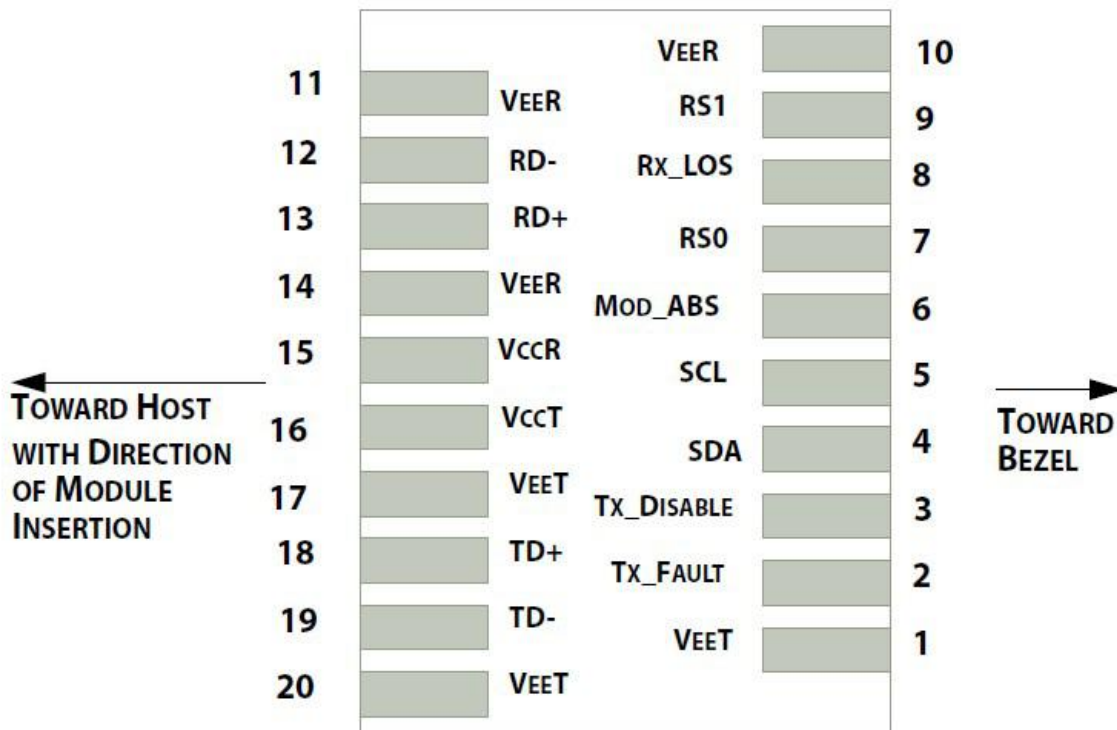 11
VEER
12
RD-
13
RD+
14
VEER
15
VCCR
16
VCCT
17
VEET
18
TD+
19
TD-
20
VEET
VEER
10
RS1
9
RX_LOS
8
RS0
7
MOD_ABS
6
SCL
5
SDA
4
TX_DISABLE
3
TX_FAULT
2
VEET
1
TOWARD HOST
WITH DIRECTION
OF MODULE
INSERTION
TOWARD
BEZEL